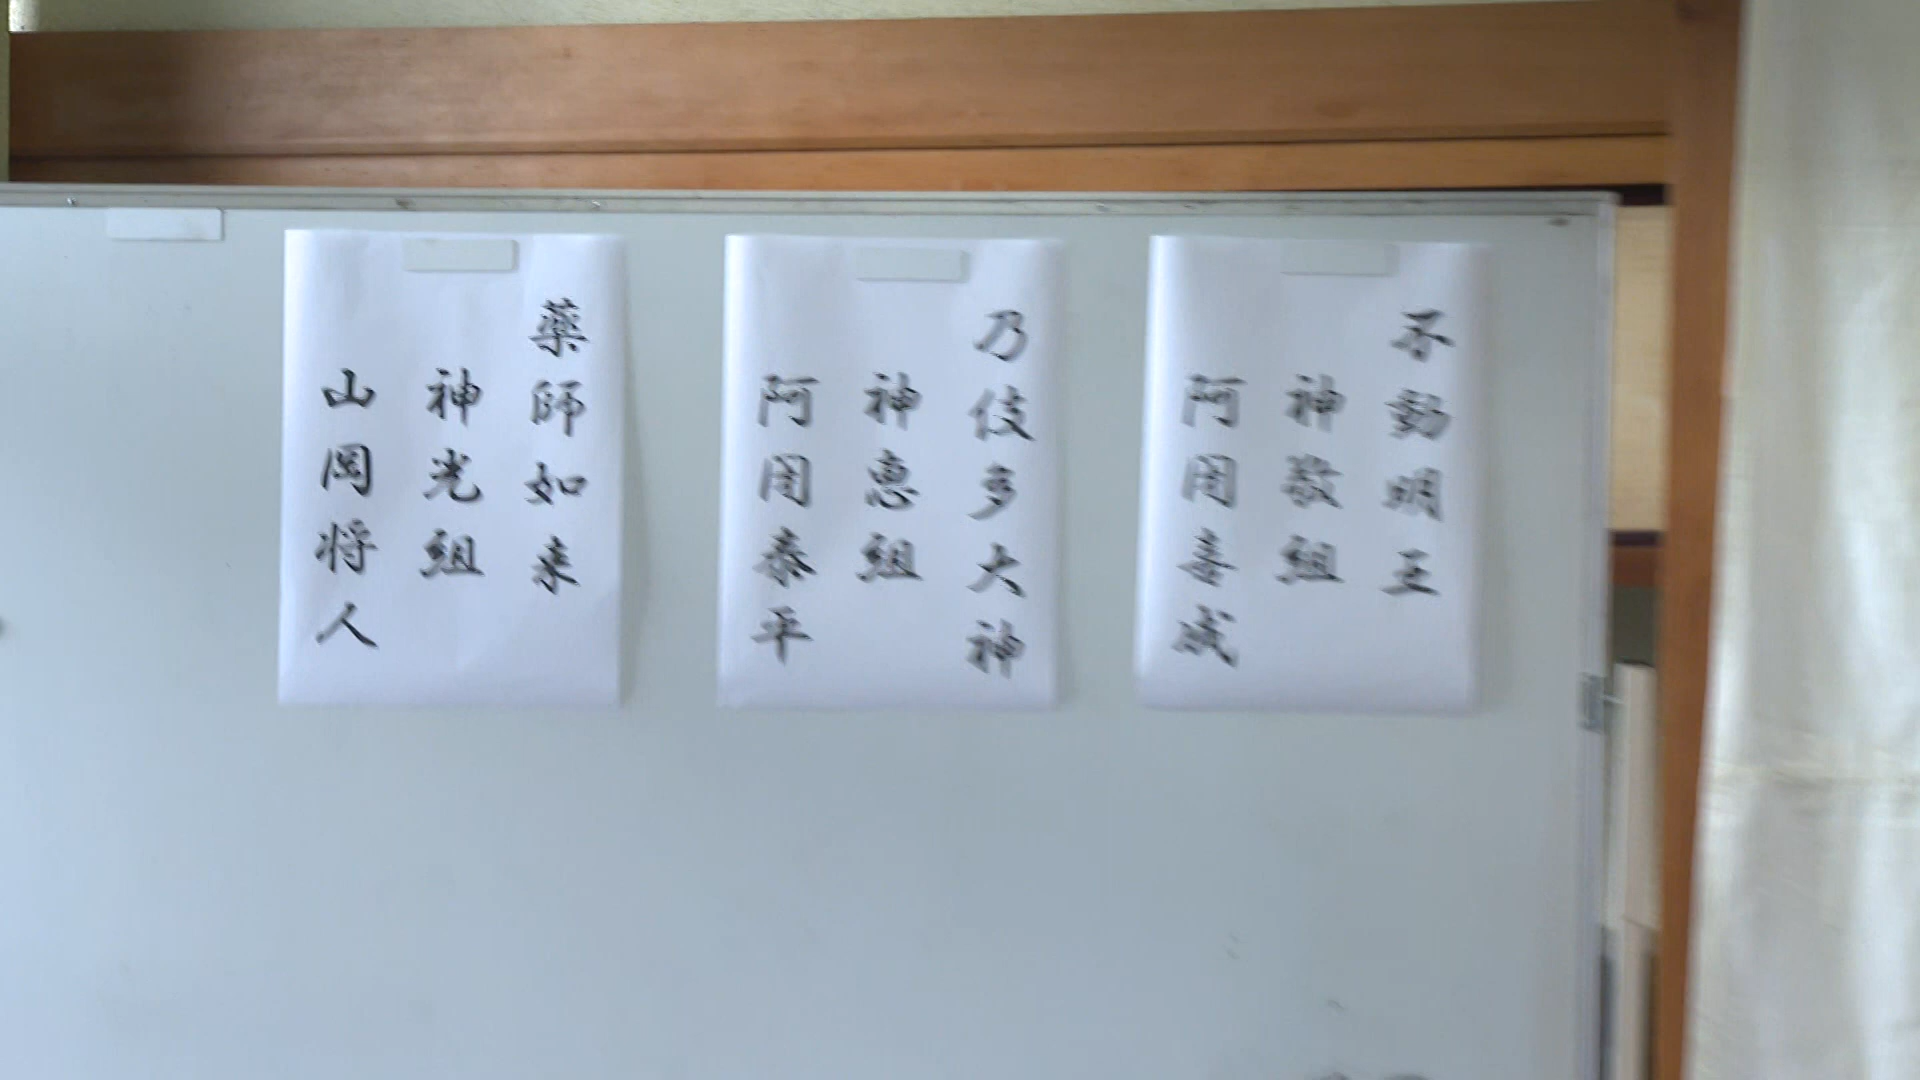 不動明王
神敬組
阿閉喜成
乃伎多大神
神恵組
阿閉泰平
薬師如来
神光組
山岡将人